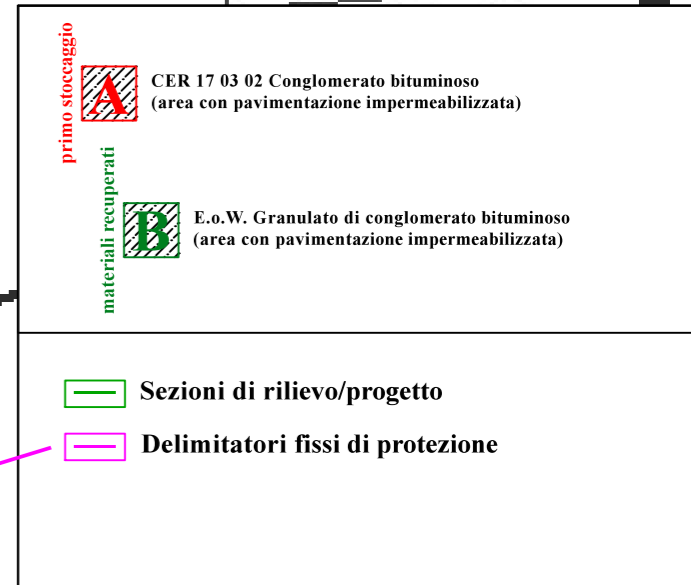 primo stoccaggio
A
CER 17 03 02 Conglomerato bituminoso
(area con pavimentazione impermeabilizzata)
materiali recuperati
B
E.o.W. Granulato di conglomerato bituminoso
(area con pavimentazione impermeabilizzata)
Sezioni di rilievo/progetto
Delimitatori fissi di protezione